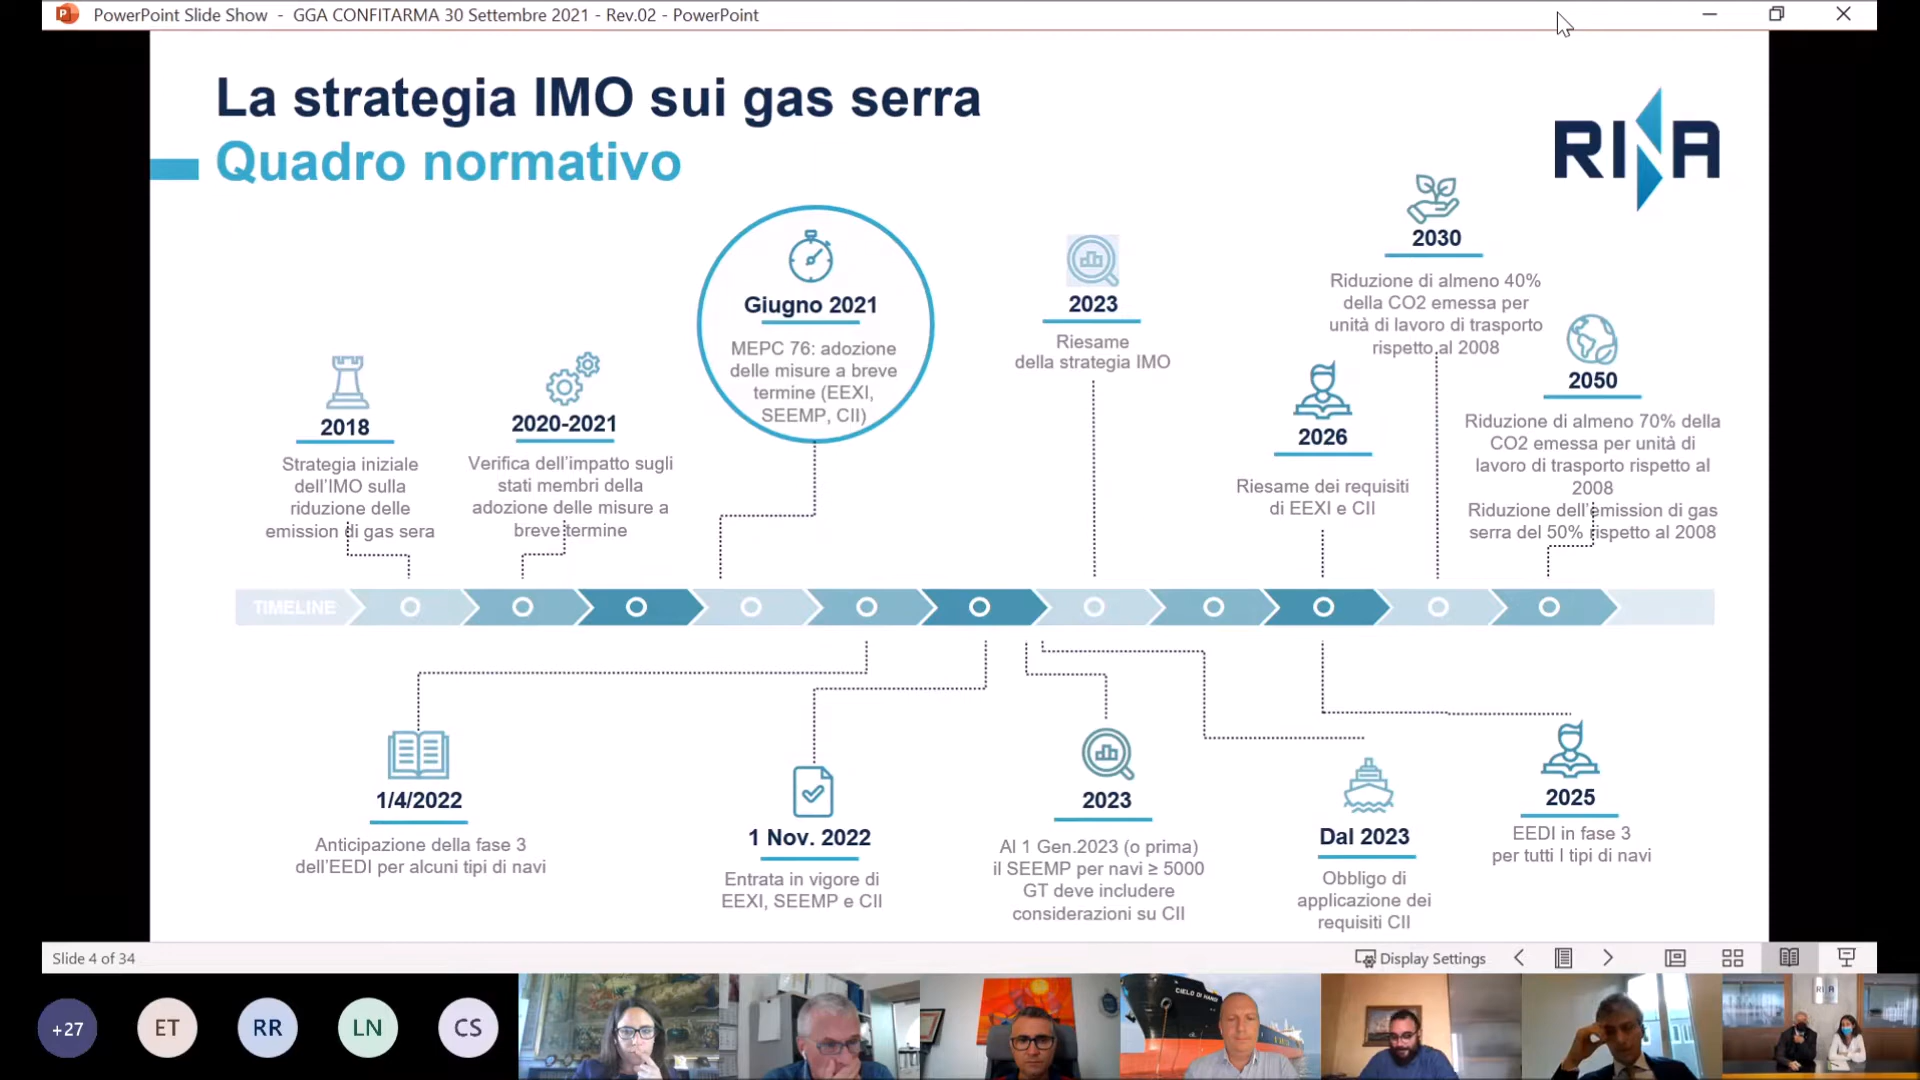 PowerPoint Slide Show - GGA CONFITARMA 30 Settembre 2021 - Rev.02 - PowerPoint
La strategia IMO sui gas serra
Quadro normativo
RINA
2018
Strategia iniziale
dell'IMO sulla
riduzione delle
emission di gas sera
2020-2021
Verifica dell'impatto sugli
stati membri della
adozione delle misure a
breve termine
Giugno 2021
MEPC 76: adozione
delle misure a breve
termine (EEXI,
SEEMP, CII)
2023
Riesame
della strategia IMO
2026
Riesame dei requisiti
di EEXI e CII
2030
Riduzione di almeno 40%
della CO2 emessa per
unità di lavoro di trasporto
rispetto al 2008
2050
Riduzione di almeno 70% della
CO2 emessa per unità di
lavoro di trasporto rispetto al
2008
Riduzione dell'emission di gas
serra del 50% rispetto al 2008
TIMELINE
1/4/2022
Anticipazione della fase 3
dell'EEDI per alcuni tipi di navi
1 Nov. 2022
Entrata in vigore di
EEXI, SEEMP e CII
2023
Al 1 Gen.2023 (o prima)
il SEEMP per navi ≥ 5000
GT deve includere
considerazioni su CII
Dal 2023
Obbligo di
applicazione dei
requisiti CII
2025
EEDI in fase 3
per tutti I tipi di navi
Slide 4 of 34
Display Settings
+27
ET
RR
LN
CS
CIELO DI HANOI
RINA